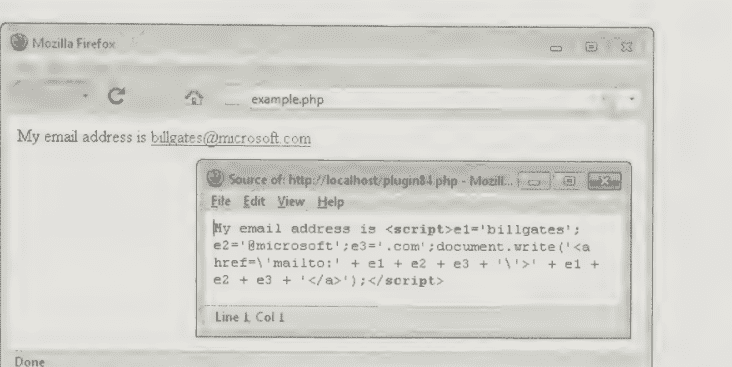 Mozilla Firefox
example.php
My email address is billgates@microsoft.com
Source of: http://localhost/plugin84.php - Mozill...
File Edit View Help
My email address is <script>e1='billgates';
e2='@microsoft';e3='.com';document.write('<a
href=\'mailto:' + e1 + e2 + e3 + '\'>' + e1 +
e2 + e3 + '</a>');</script>
Line 1, Col 1
Done